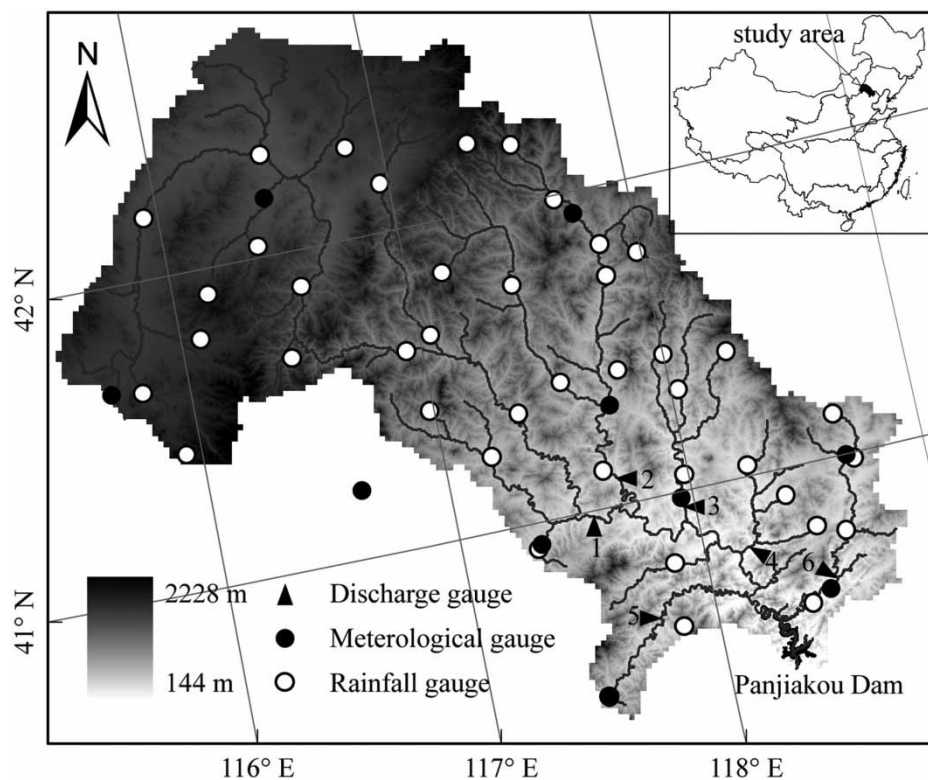 N
study area
42° N
2
3
1
4
6
2228 m
Discharge gauge
5
Meterological gauge
41° N
144 m
Rainfall gauge
Panjiakou Dam
116° E
117° E
118° E